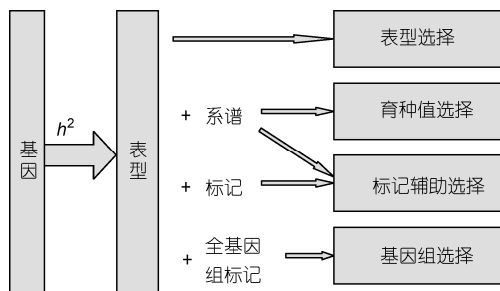 基因
h²
表型
表型选择
+ 系谱
育种值选择
+ 标记
标记辅助选择
+ 全基因
组标记
基因组选择